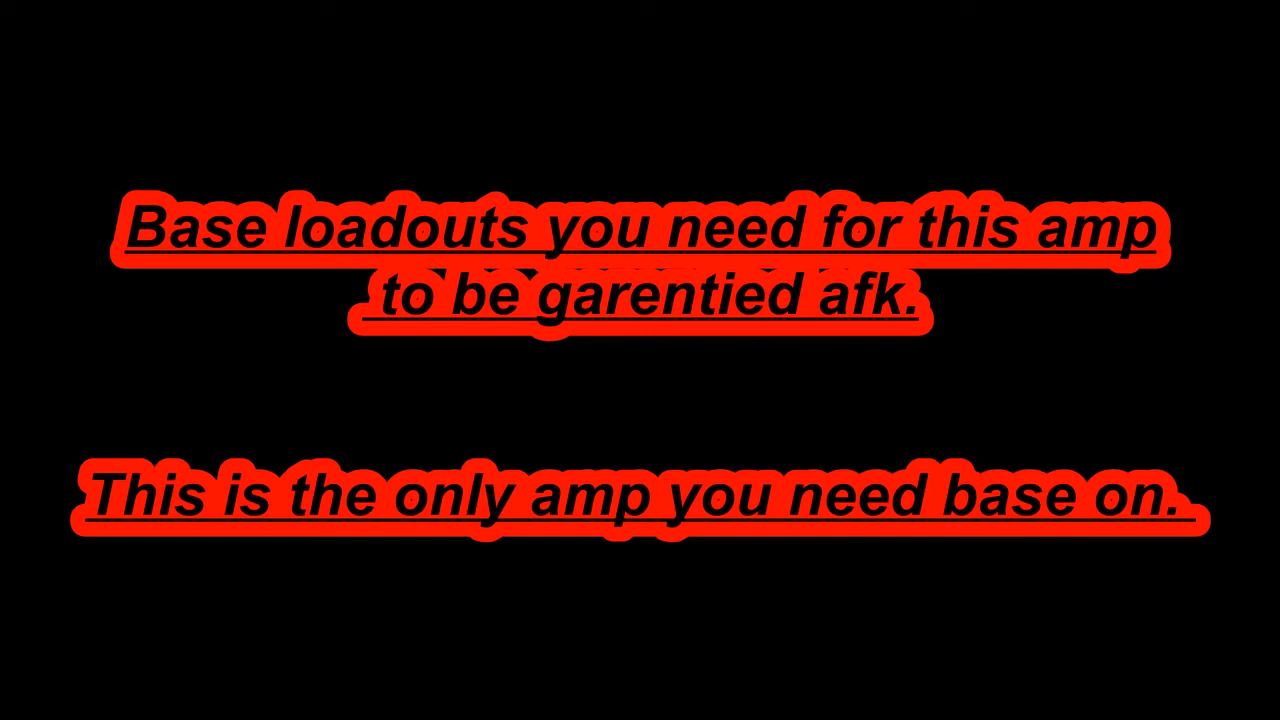 Base loadouts you need for this amp
to be garentied afk.
This is the only amp you need base on.